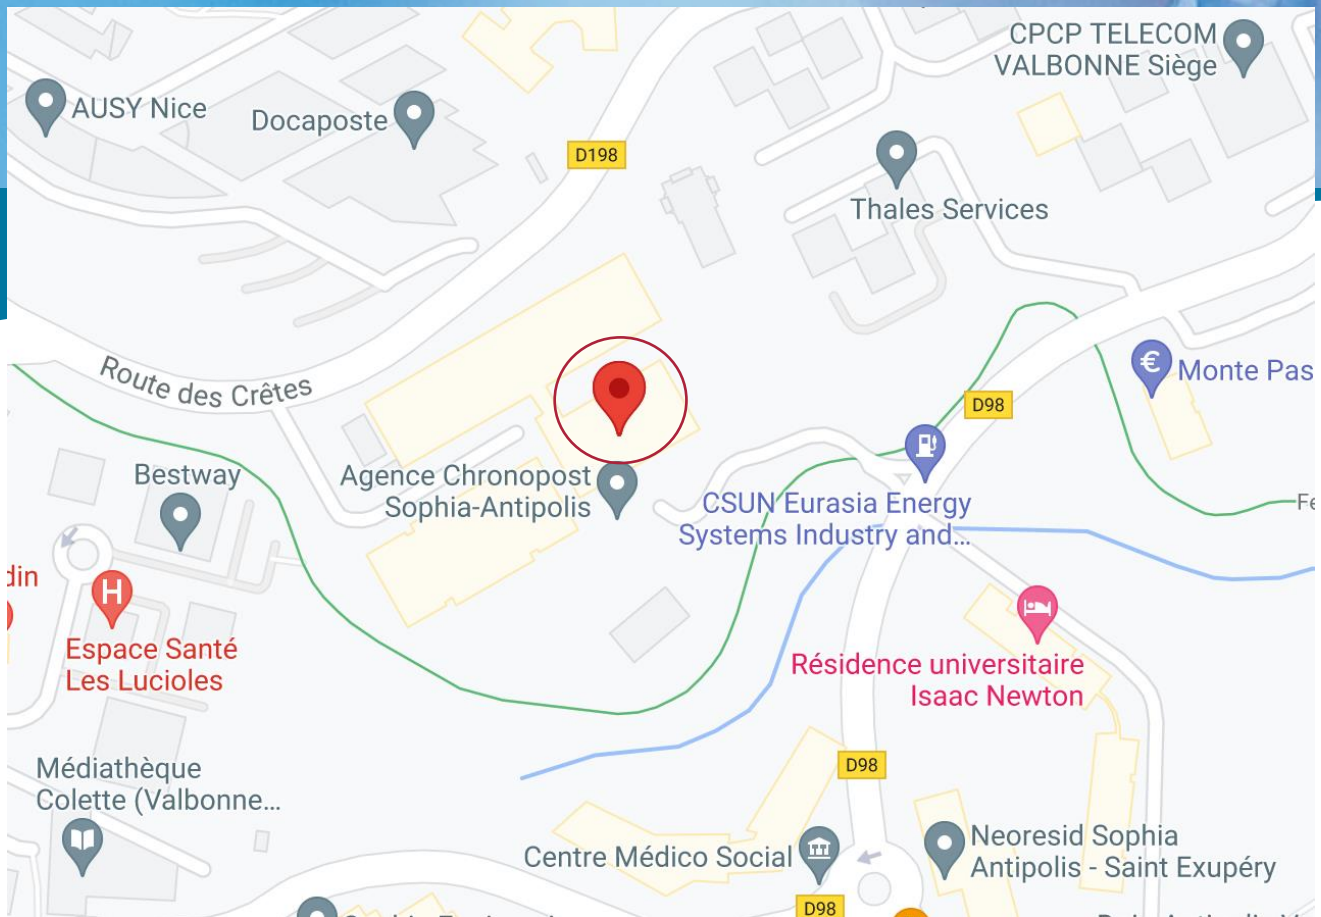 CPCP TELECOM
VALBONNE Siège
AUSY Nice
Docaposte
D198
Thales Services
Route des Crêtes
Monte Pas
D98
Bestway
Agence Chronopost
Sophia-Antipolis
CSUN Eurasia Energy
Systems Industry and...
Fe
din
H
Espace Santé
Les Lucioles
Résidence universitaire
Isaac Newton
Médiathèque
Colette (Valbonne...
D98
Centre Médico Social
Neoresid Sophia
Antipolis - Saint Exupéry
D98